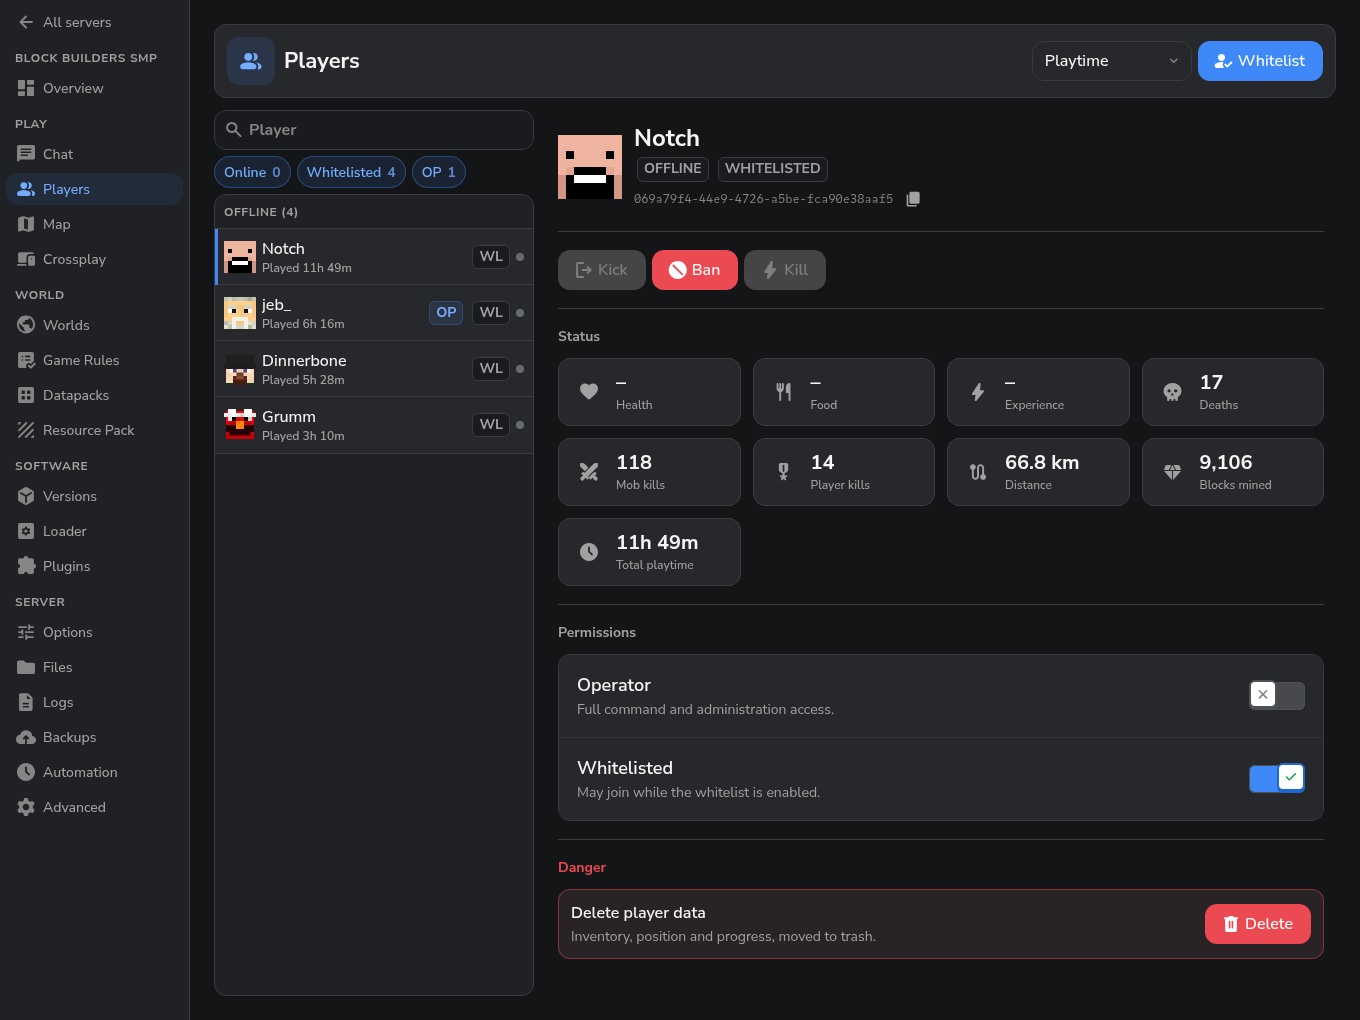 All servers
BLOCK BUILDERS SMP
Overview
PLAY
Chat
Players
Map
Crossplay
WORLD
Worlds
Game Rules
Datapacks
Resource Pack
SOFTWARE
Versions
Loader
Plugins
SERVER
Options
Files
Logs
Backups
Automation
Advanced
Players
Playtime
Whitelist
Player
Online 0
Whitelisted 4
OP 1
OFFLINE (4)
Notch
Played 11h 49m
WL
jeb_
Played 6h 16m
OP
WL
Dinnerbone
Played 5h 28m
WL
Grumm
Played 3h 10m
WL
Notch
OFFLINE
WHITELISTED
069a79f4-44e9-4726-a5be-fca90e38aaf5
Kick
Ban
Kill
Status
–
Health
–
Food
–
Experience
17
Deaths
118
Mob kills
14
Player kills
66.8 km
Distance
9,106
Blocks mined
11h 49m
Total playtime
Permissions
Operator
Full command and administration access.
Whitelisted
May join while the whitelist is enabled.
Danger
Delete player data
Inventory, position and progress, moved to trash.
Delete